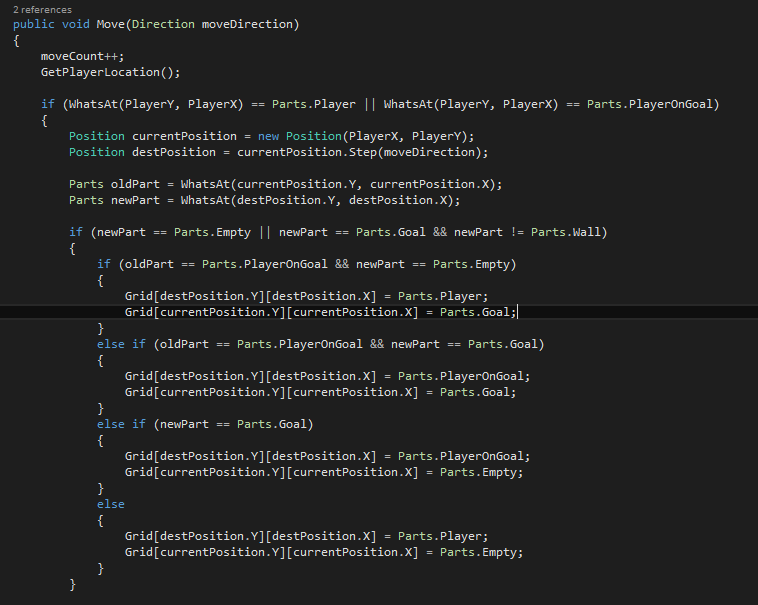 2 references
public void Move(Direction moveDirection)
{
moveCount++;
GetPlayerLocation();
if (WhatsAt(PlayerY, PlayerX) == Parts.Player || WhatsAt(PlayerY, PlayerX) == Parts.PlayerOnGoal)
{
Position currentPosition = new Position(PlayerX, PlayerY);
Position destPosition = currentPosition.Step(moveDirection);
Parts oldPart = WhatsAt(currentPosition.Y, currentPosition.X);
Parts newPart = WhatsAt(destPosition.Y, destPosition.X);
if (newPart == Parts.Empty || newPart == Parts.Goal && newPart != Parts.Wall)
{
if (oldPart == Parts.PlayerOnGoal && newPart == Parts.Empty)
{
Grid[destPosition.Y][destPosition.X] = Parts.Player;
Grid[currentPosition.Y][currentPosition.X] = Parts.Goal;
}
else if (oldPart == Parts.PlayerOnGoal && newPart == Parts.Goal)
{
Grid[destPosition.Y][destPosition.X] = Parts.PlayerOnGoal;
Grid[currentPosition.Y][currentPosition.X] = Parts.Goal;
}
else if (newPart == Parts.Goal)
{
Grid[destPosition.Y][destPosition.X] = Parts.PlayerOnGoal;
Grid[currentPosition.Y][currentPosition.X] = Parts.Empty;
}
else
{
Grid[destPosition.Y][destPosition.X] = Parts.Player;
Grid[currentPosition.Y][currentPosition.X] = Parts.Empty;
}
}